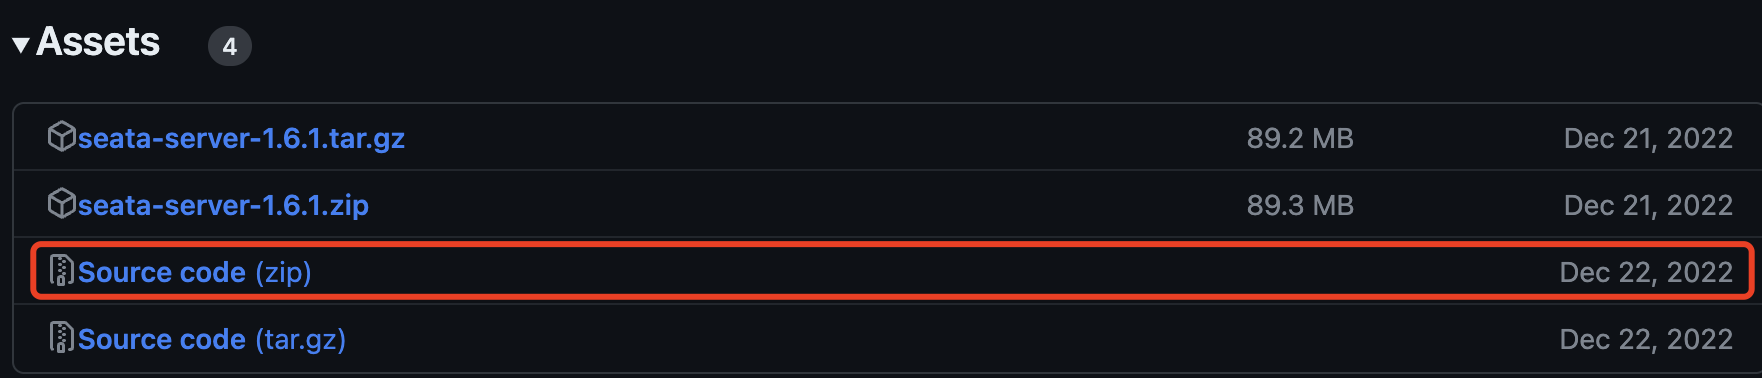 Assets 4
seata-server-1.6.1.tar.gz 89.2 MB Dec 21, 2022
seata-server-1.6.1.zip 89.3 MB Dec 21, 2022
Source code (zip) Dec 22, 2022
Source code (tar.gz) Dec 22, 2022